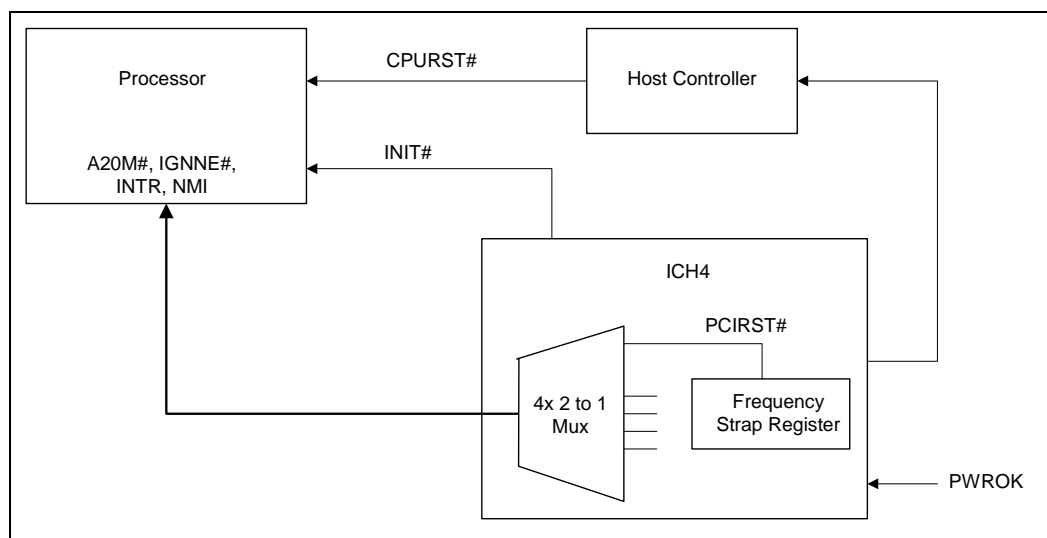 CPURST#
Processor
Host Controller
INIT#
A20M#, IGNNE#,
INTR, NMI
ICH4
PCIRST#
4x 2 to 1
Mux
Frequency
Strap Register
PWROK